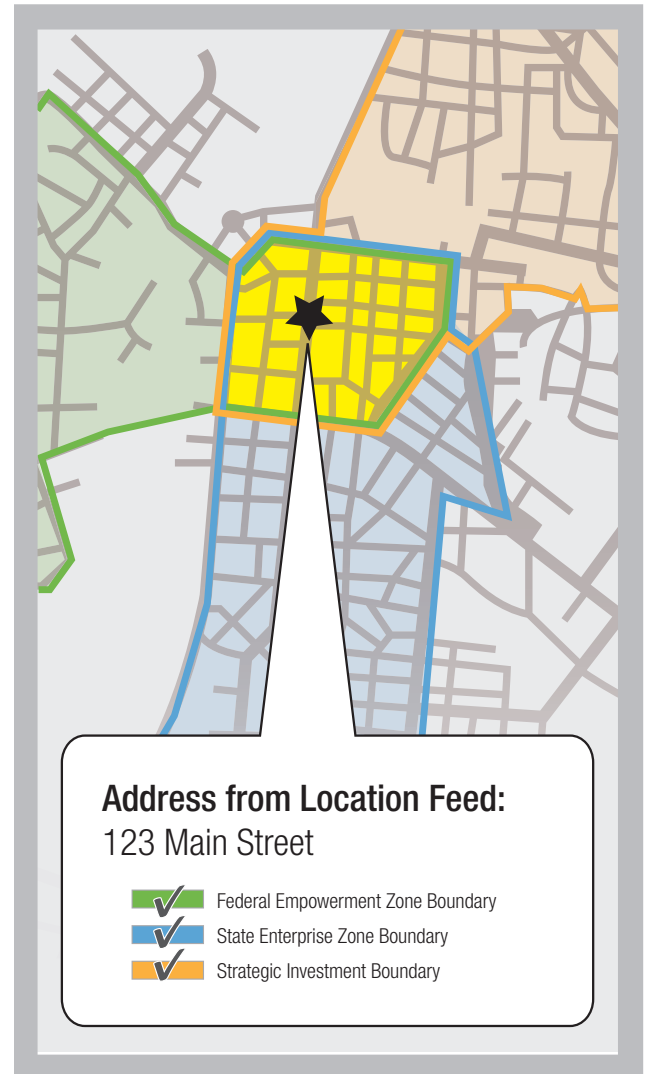 Address from Location Feed:
123 Main Street
Federal Empowerment Zone Boundary
State Enterprise Zone Boundary
Strategic Investment Boundary